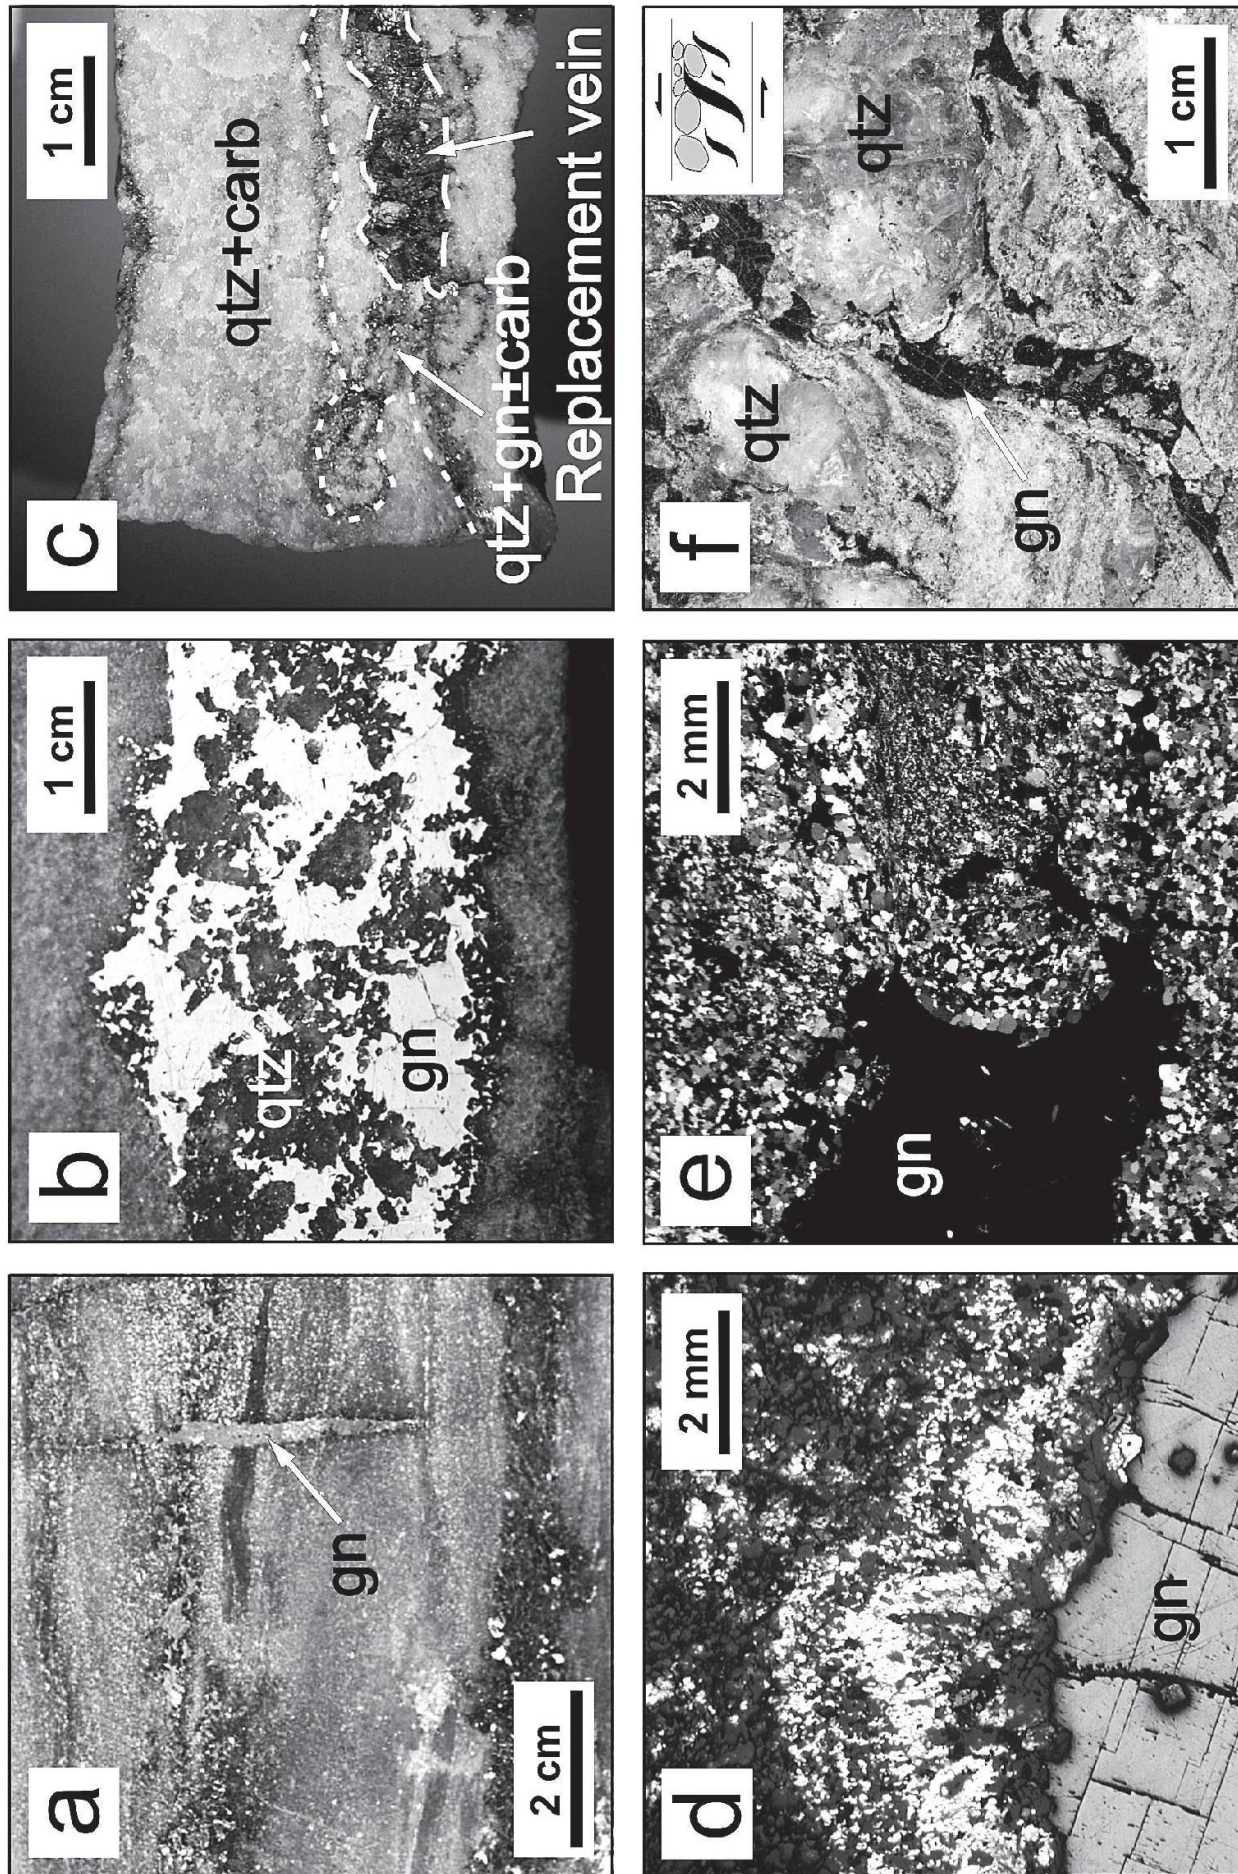 a
gn
2 cm
b
1 cm
qtz
gn
c
1 cm
qtz+carb
qtz+gn±carb
Replacement vein
d
2 mm
gn
e
2 mm
gn
f
qtz
qtz
gn
1 cm